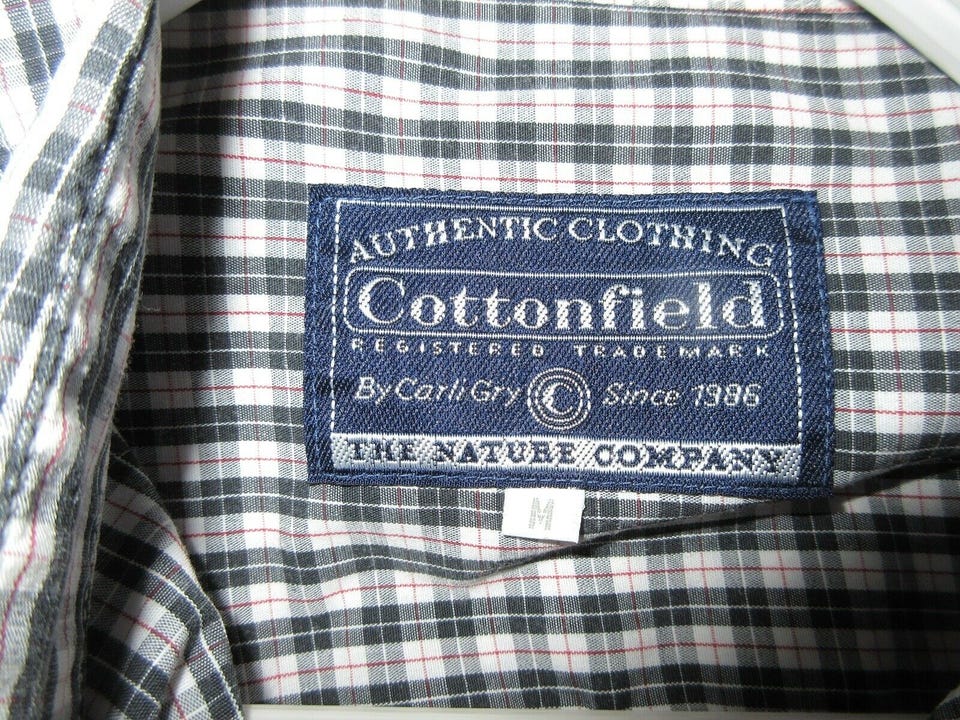 AUTHENTIC CLOTHING
Cottonfield
REGISTERED TRADEMARK
By Carli Gry C Since 1986
THE NATURE COMPANY
M